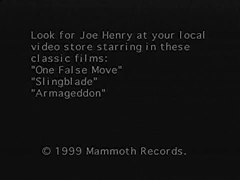 Look for Joe Henry at your local
video store starring in these
classic films:
"One False Move"
"Slingblade"
"Armageddon"
© 1999 Mammoth Records.